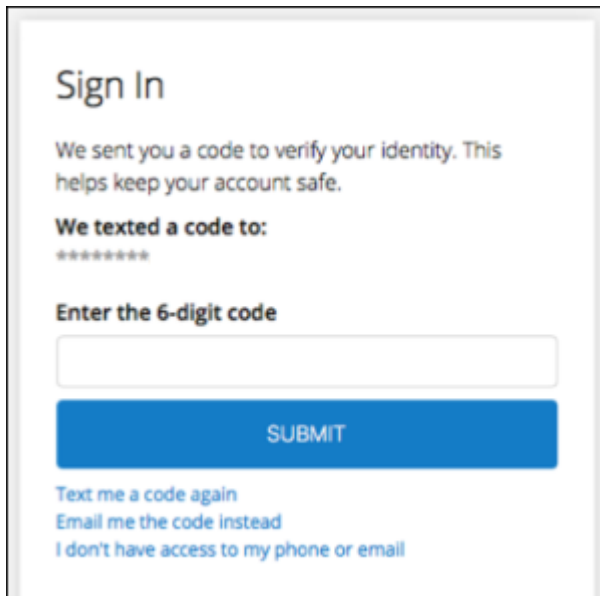 Sign In
We sent you a code to verify your identity. This
helps keep your account safe.
We texted a code to:
********
Enter the 6-digit code
SUBMIT
Text me a code again
Email me the code instead
I don't have access to my phone or email